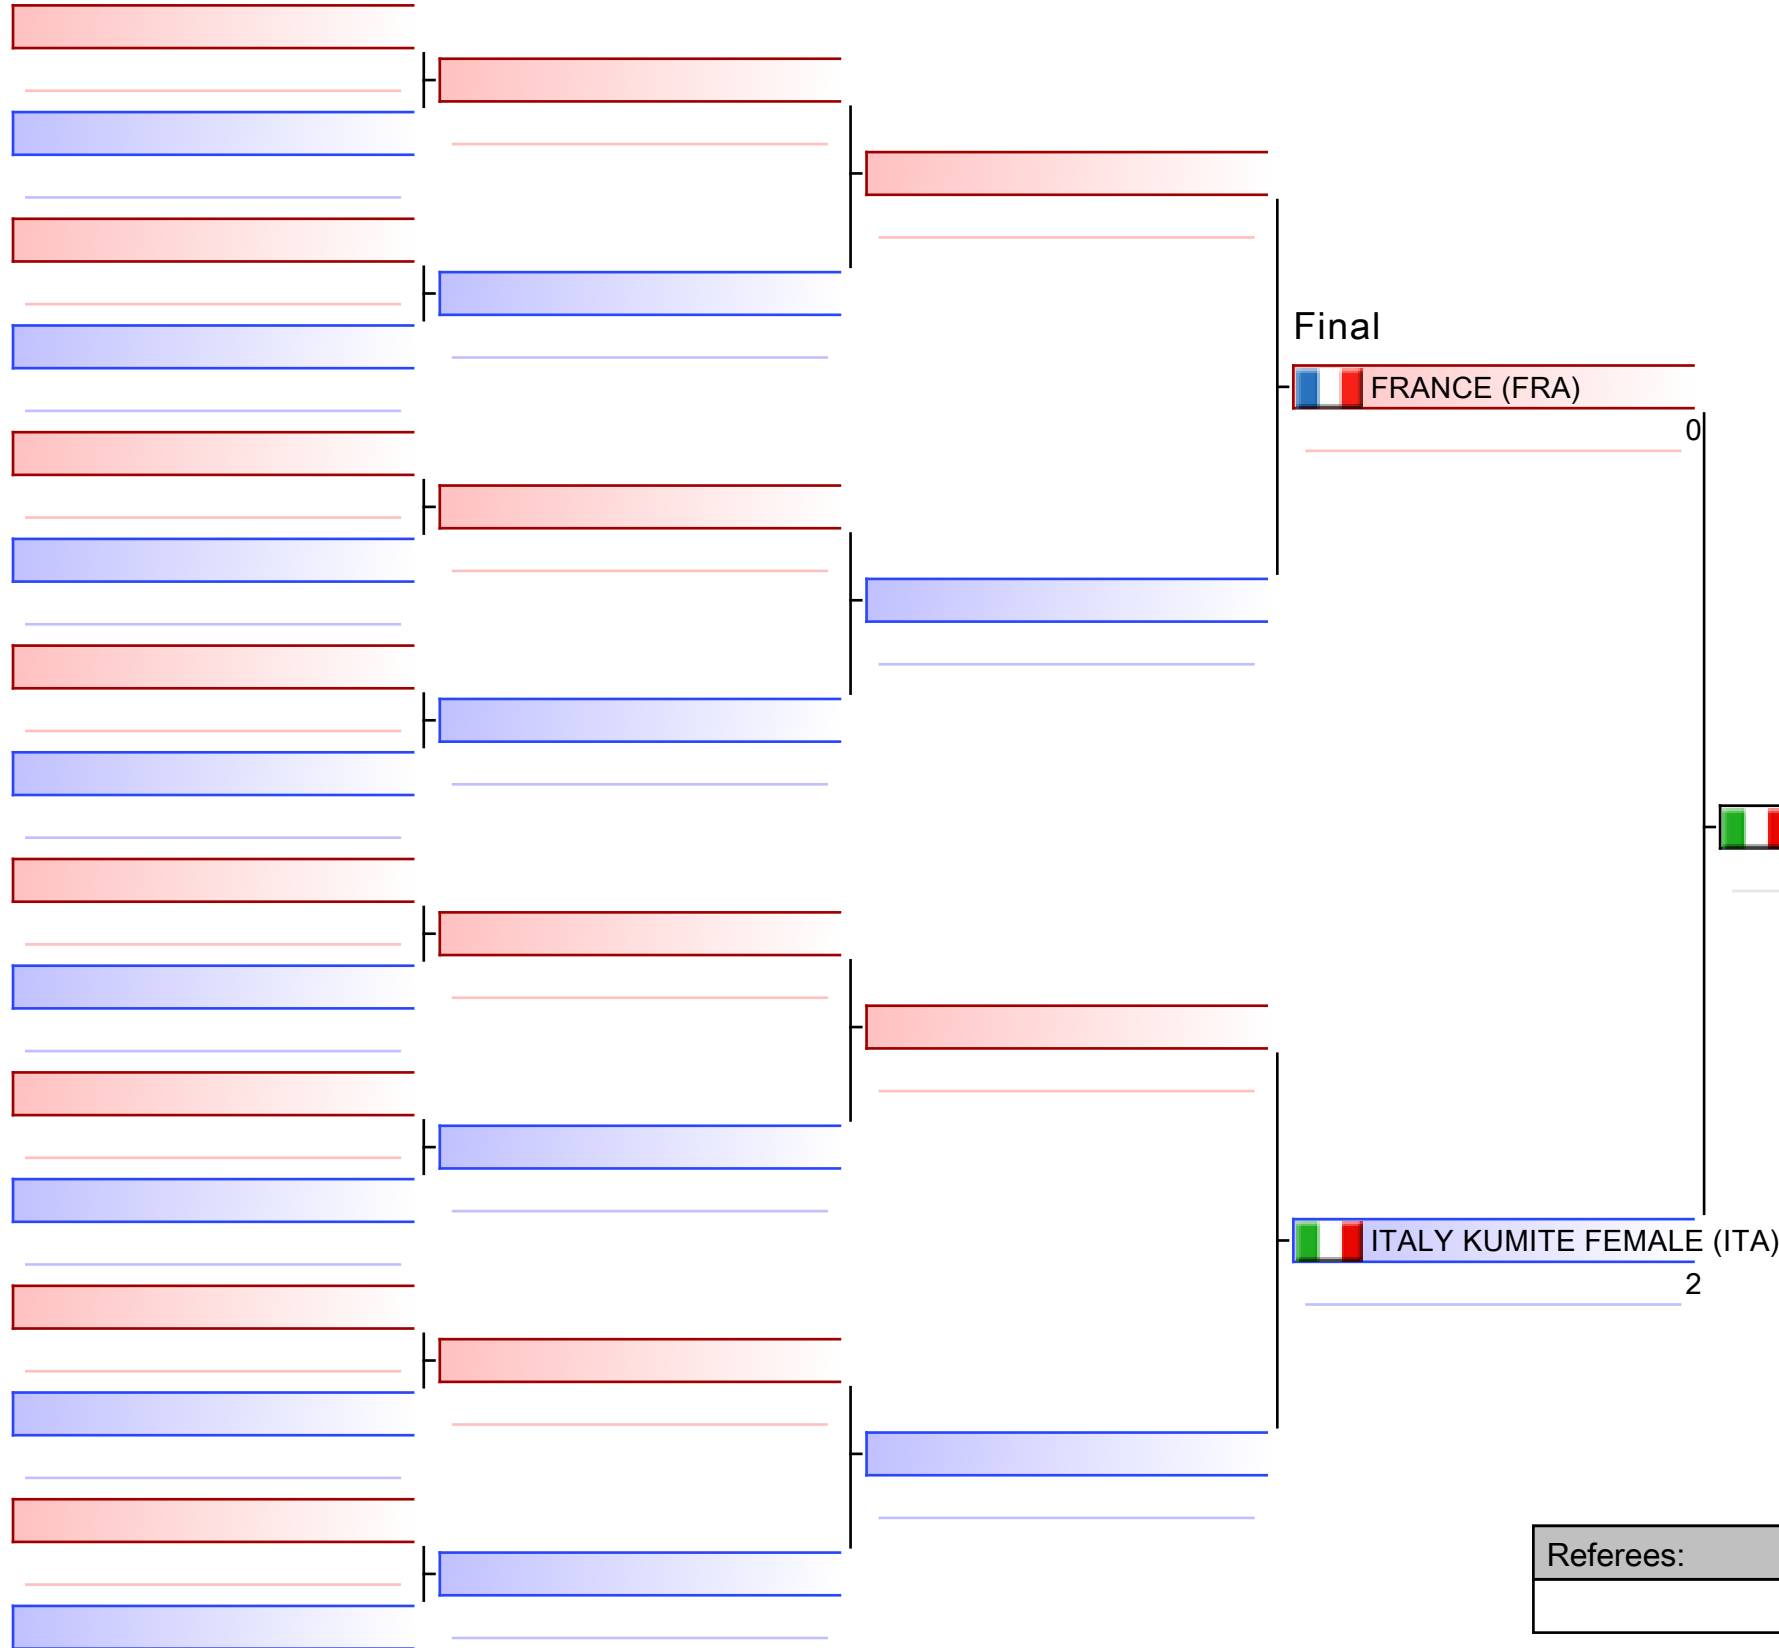 Final
FRANCE (FRA)
0
ITALY KUMITE FEMALE (ITA)
2
Referees: